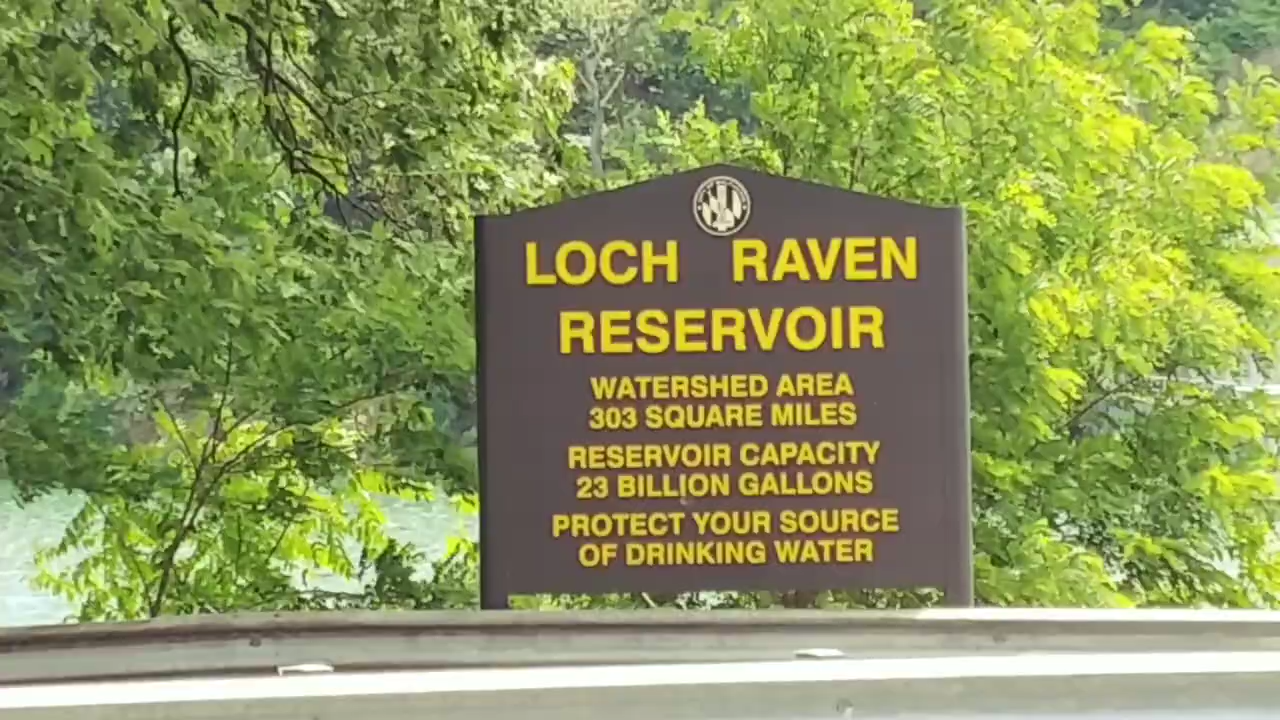 LOCH RAVEN
RESERVOIR
WATERSHED AREA
303 SQUARE MILES
RESERVOIR CAPACITY
23 BILLION GALLONS
PROTECT YOUR SOURCE
OF DRINKING WATER